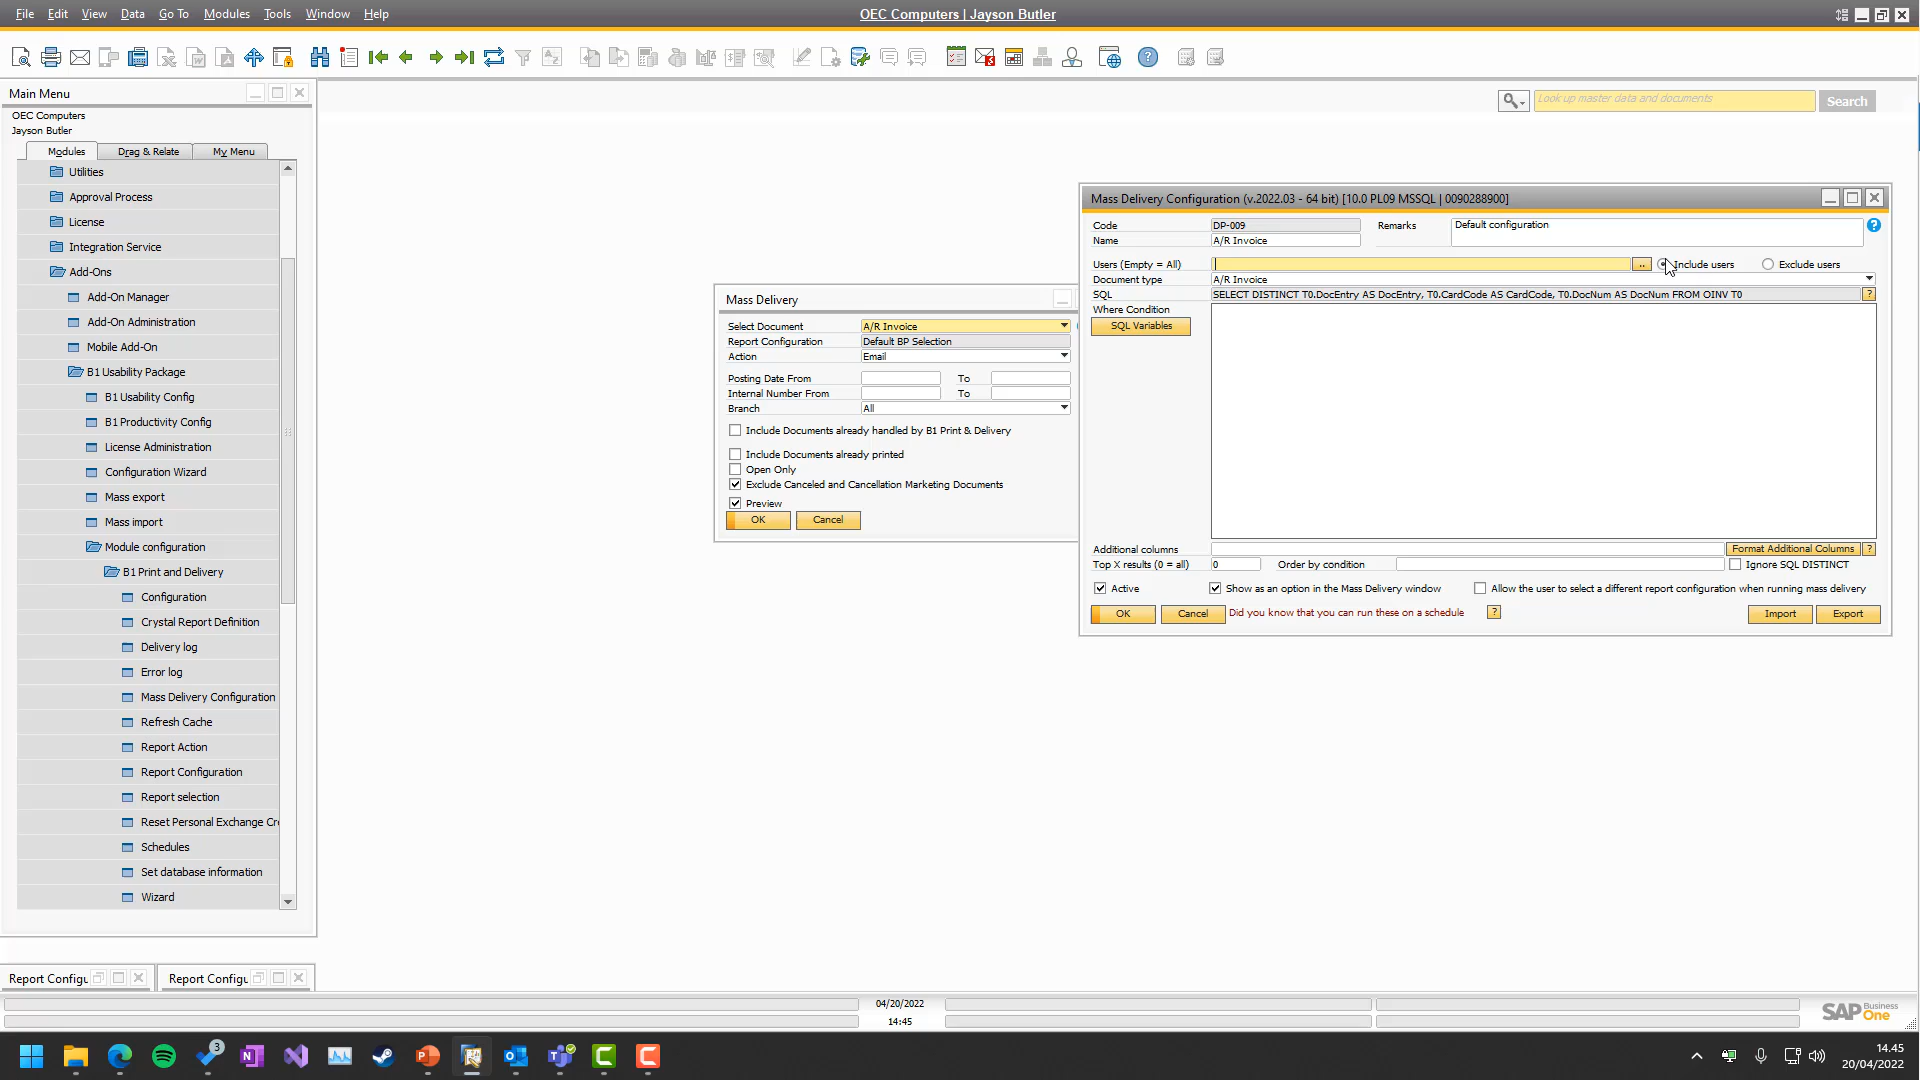 File Edit View Data Go To Modules Tools Window Help
OEC Computers | Jayson Butler
Look up master data and documents
Search
Main Menu
OEC Computers
Jayson Butler
Modules Drag & Relate My Menu
Utilities
Approval Process
License
Integration Service
Add-Ons
Add-On Manager
Add-On Administration
Mobile Add-On
B1 Usability Package
B1 Usability Config
B1 Productivity Config
License Administration
Configuration Wizard
Mass export
Mass import
Module configuration
B1 Print and Delivery
Configuration
Crystal Report Definition
Delivery log
Error log
Mass Delivery Configuration
Refresh Cache
Report Action
Report Configuration
Report selection
Reset Personal Exchange Cr
Schedules
Set database information
Wizard
Mass Delivery
Select Document A/R Invoice
Report Configuration Default BP Selection
Action Email
Posting Date From To
Internal Number From To
Branch All
Include Documents already handled by B1 Print & Delivery
Include Documents already printed
Open Only
Exclude Canceled and Cancellation Marketing Documents
Preview
OK Cancel
Mass Delivery Configuration (v.2022.03 - 64 bit) [10.0 PL09 MSSQL | 0090288900]
Code DP-009 Remarks Default configuration ?
Name A/R Invoice
Users (Empty = All) .. Include users Exclude users
Document type A/R Invoice
SQL SELECT DISTINCT T0.DocEntry AS DocEntry, T0.CardCode AS CardCode, T0.DocNum AS DocNum FROM OINV T0 ?
Where Condition
SQL Variables
Additional columns Format Additional Columns ?
Top X results (0 = all) 0 Order by condition Ignore SQL DISTINCT
Active Show as an option in the Mass Delivery window Allow the user to select a different report configuration when running mass delivery
OK Cancel Did you know that you can run these on a schedule ? Import Export
Report Configu Report Configu
04/20/2022
14:45
SAP Business One
3
14.45
20/04/2022